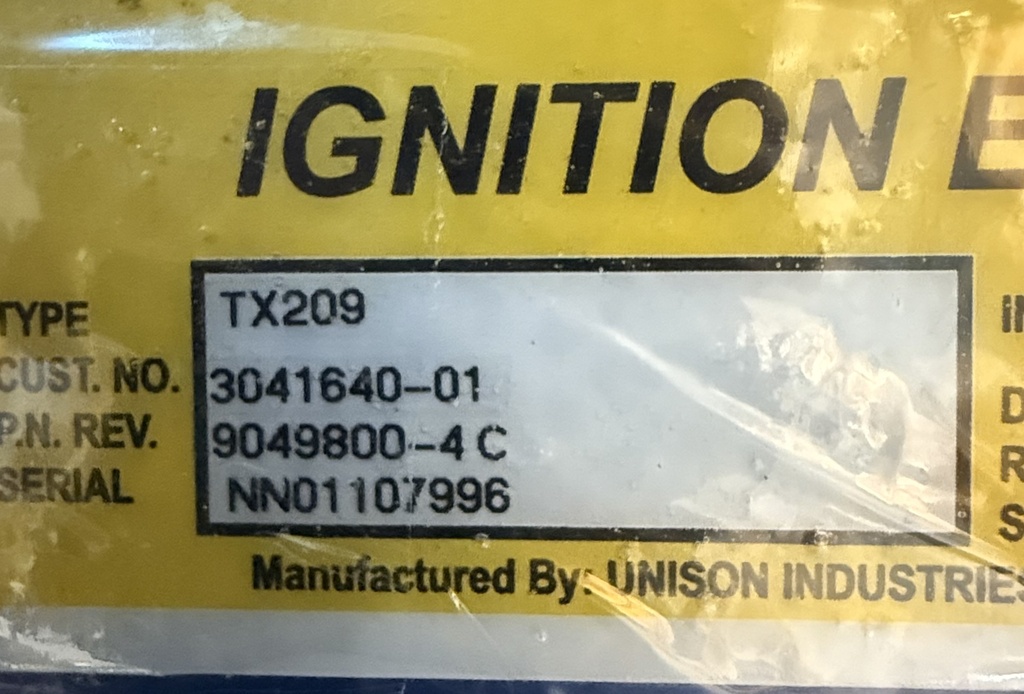 IGNITION E
TYPE TX209
CUST. NO. 3041640-01
P.N. REV. 9049800-4 C
SERIAL NN01107996
Manufactured By: UNISON INDUSTRIES